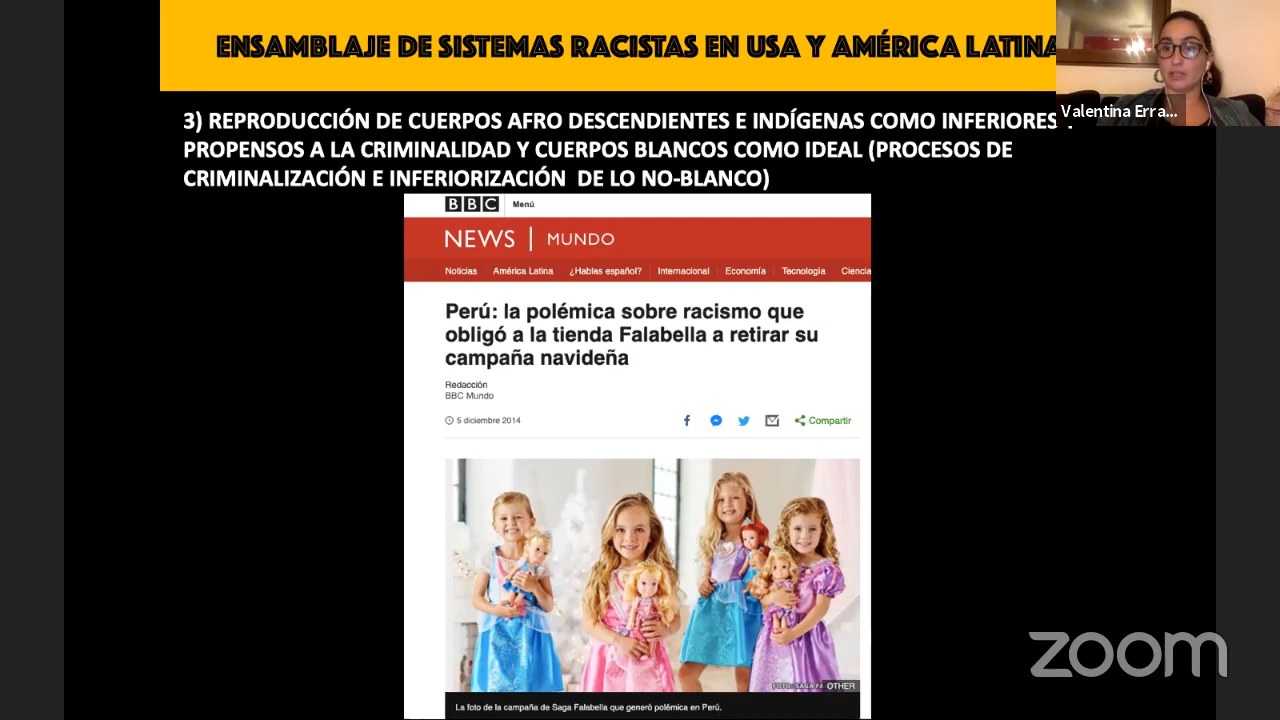 ENSAMBLAJE DE SISTEMAS RACISTAS EN USA Y AMÉRICA LATINA
Valentina Erra...
3) REPRODUCCIÓN DE CUERPOS AFRO DESCENDIENTES E INDÍGENAS COMO INFERIORES Y
PROPENSOS A LA CRIMINALIDAD Y CUERPOS BLANCOS COMO IDEAL (PROCESOS DE
CRIMINALIZACIÓN E INFERIORIZACIÓN DE LO NO-BLANCO)
BBC Menú
NEWS | MUNDO
Noticias América Latina ¿Hablas español? Internacional Economía Tecnología Ciencia
Perú: la polémica sobre racismo que
obligó a la tienda Falabella a retirar su
campaña navideña
Redacción
BBC Mundo
5 diciembre 2014
Compartir
FOTO: SAGA FA OTHER
La foto de la campaña de Saga Falabella que generó polémica en Perú.
zoom